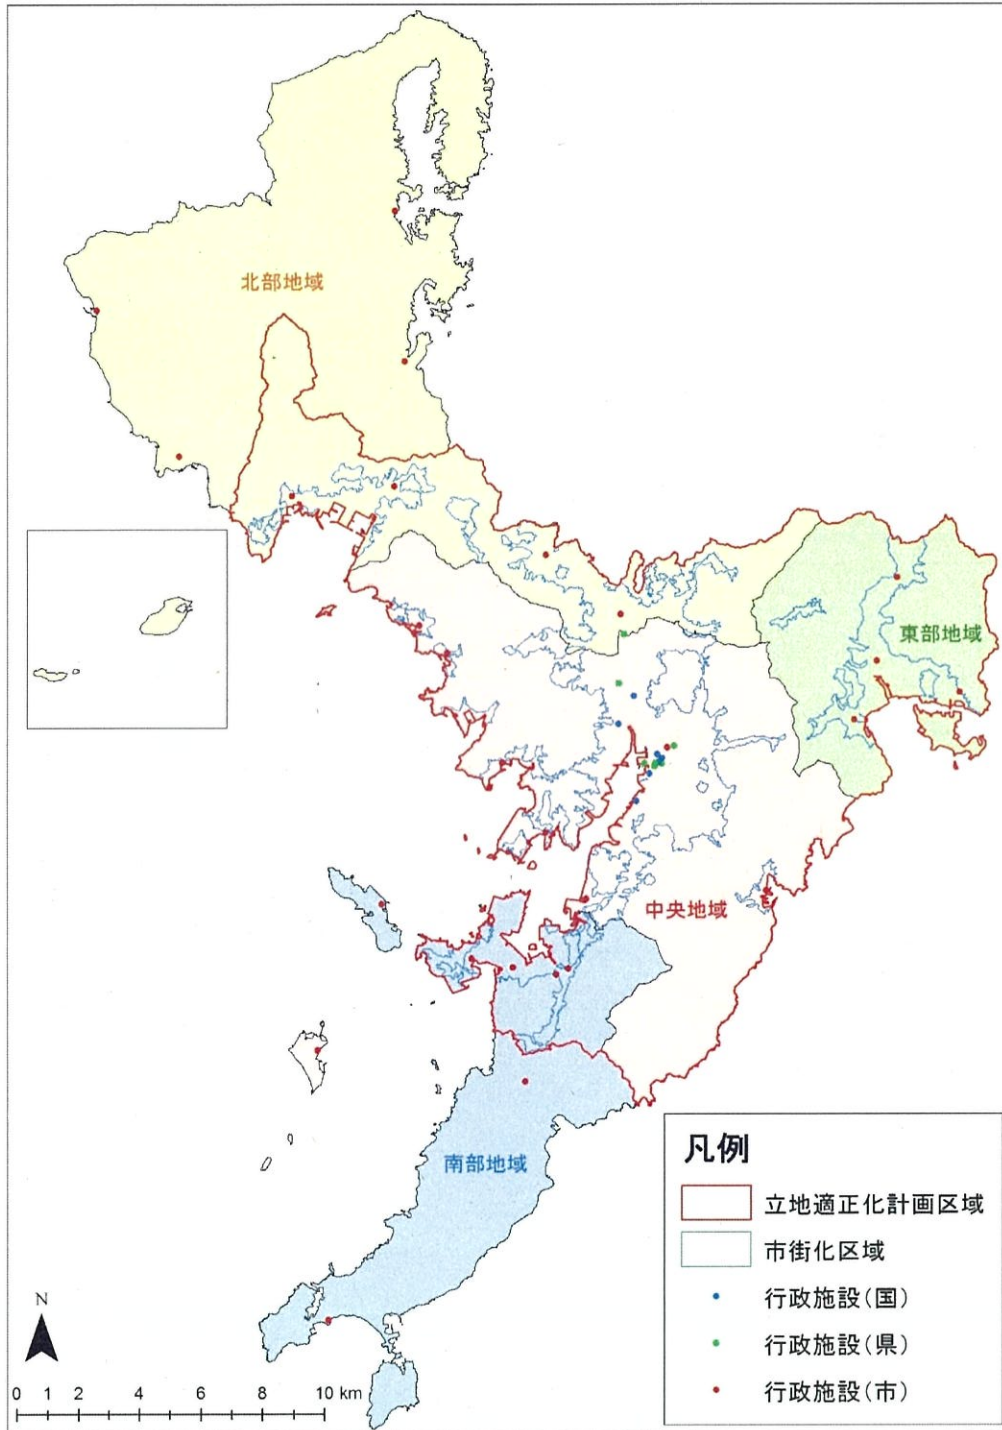 北部地域
東部地域
中央地域
南部地域
凡例
立地適正化計画区域
市街化区域
行政施設(国)
行政施設(県)
行政施設(市)
N
0 1 2 4 6 8 10 km